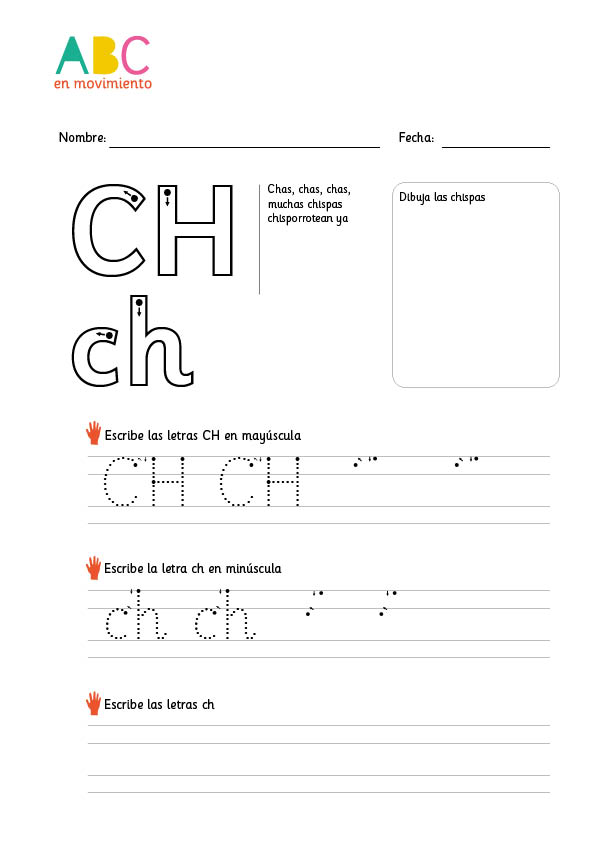 ABC
en movimiento
Nombre:
Fecha:
CH
Chas, chas, chas,
muchas chispas
chisporrotean ya
Dibuja las chispas
ch
Escribe las letras CH en mayúscula
CH CH
Escribe la letra ch en minúscula
ch ch
Escribe las letras ch